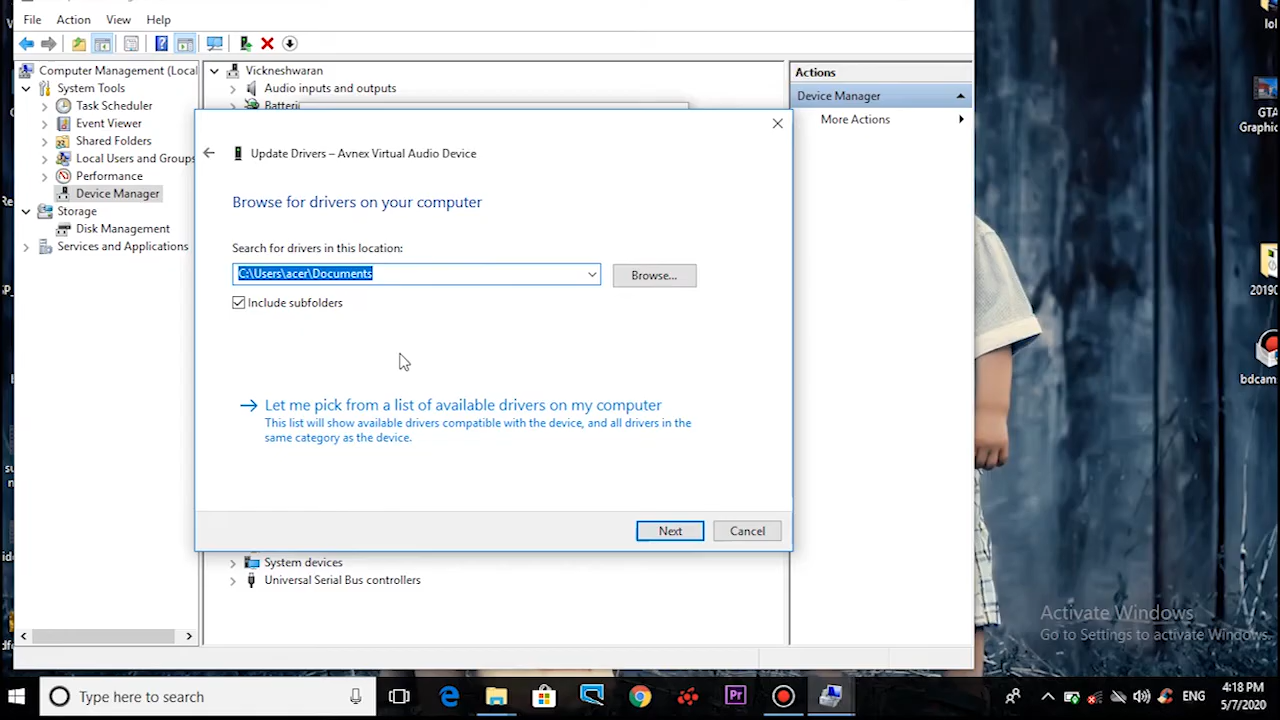 File Action View Help
Computer Management (Local
System Tools
Task Scheduler
Event Viewer
Shared Folders
Local Users and Groups
Performance
Device Manager
Storage
Disk Management
Services and Applications
Vickneshwaran
Audio inputs and outputs
Batteri
Update Drivers – Avnex Virtual Audio Device
Browse for drivers on your computer
Search for drivers in this location:
C:\Users\acer\Documents
Browse...
Include subfolders
Let me pick from a list of available drivers on my computer
This list will show available drivers compatible with the device, and all drivers in the
same category as the device.
Next Cancel
System devices
Universal Serial Bus controllers
Actions
Device Manager
More Actions
lol
GTA
Graphic
20190
bdcam
Activate Windows
Go to Settings to activate Windows.
Type here to search
Pr
ENG
4:18 PM
5/7/2020